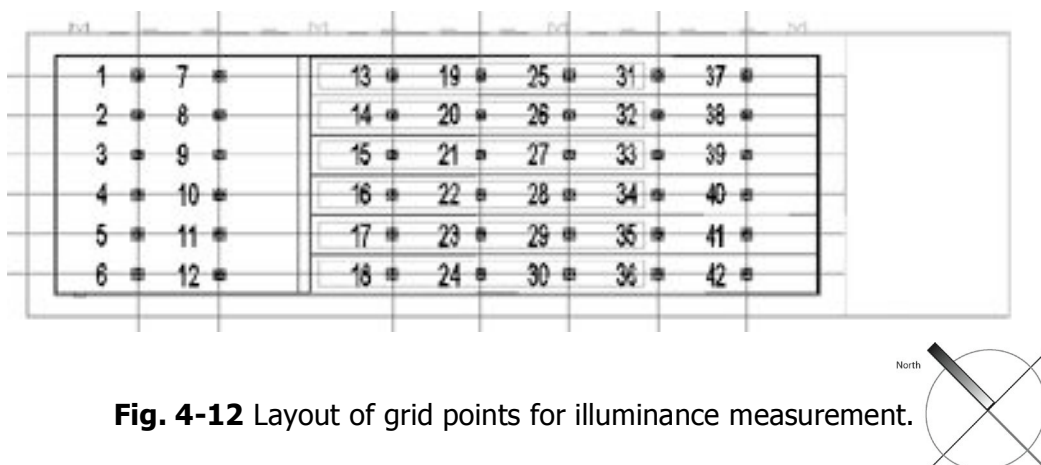 1 7 13 19 25 31 37
2 8 14 20 26 32 38
3 9 15 21 27 33 39
4 10 16 22 28 34 40
5 11 17 23 29 35 41
6 12 18 24 30 36 42
North
Fig. 4-12 Layout of grid points for illuminance measurement.